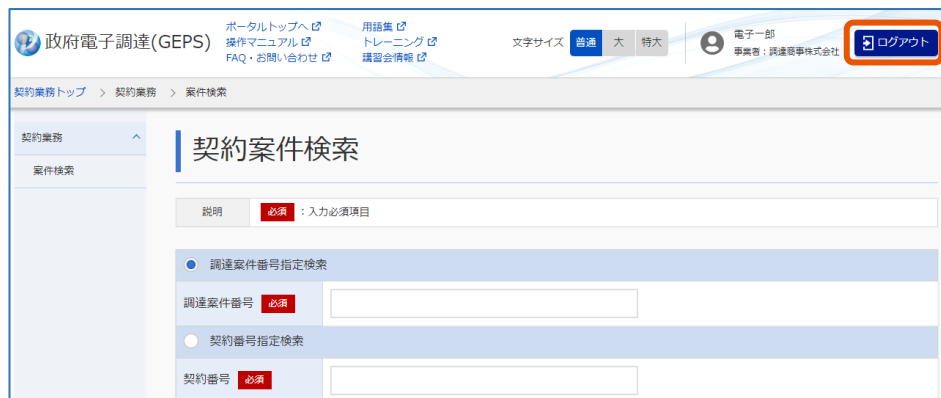 政府電子調達(GEPS)
ポータルトップへ
操作マニュアル
FAQ・お問い合わせ
用語集
トレーニング
講習会情報
文字サイズ 普通 大 特大
電子一郎
事業者：調達商事株式会社
ログアウト
契約業務トップ > 契約業務 > 案件検索
契約業務
案件検索
契約案件検索
説明 必須 ：入力必須項目
調達案件番号指定検索
調達案件番号 必須
契約番号指定検索
契約番号 必須